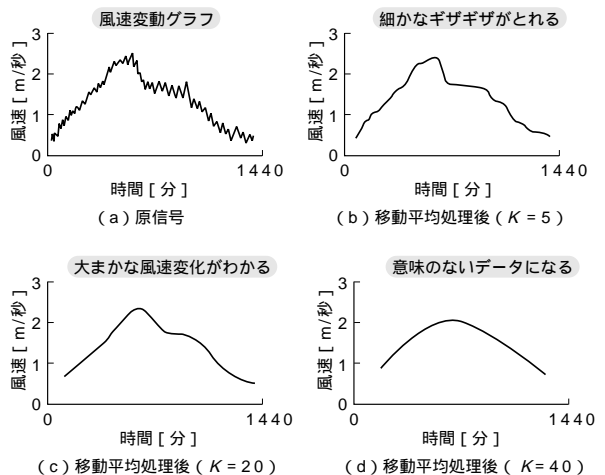 風速変動グラフ
3
2
1
0
風速[m/秒]
0
1440
時間[分]
(a)原信号
細かなギザギザがとれる
3
2
1
0
風速[m/秒]
0
1440
時間[分]
(b)移動平均処理後(K=5)
大まかな風速変化がわかる
3
2
1
0
風速[m/秒]
0
1440
時間[分]
(c)移動平均処理後(K=20)
意味のないデータになる
3
2
1
0
風速[m/秒]
0
1440
時間[分]
(d)移動平均処理後(K=40)